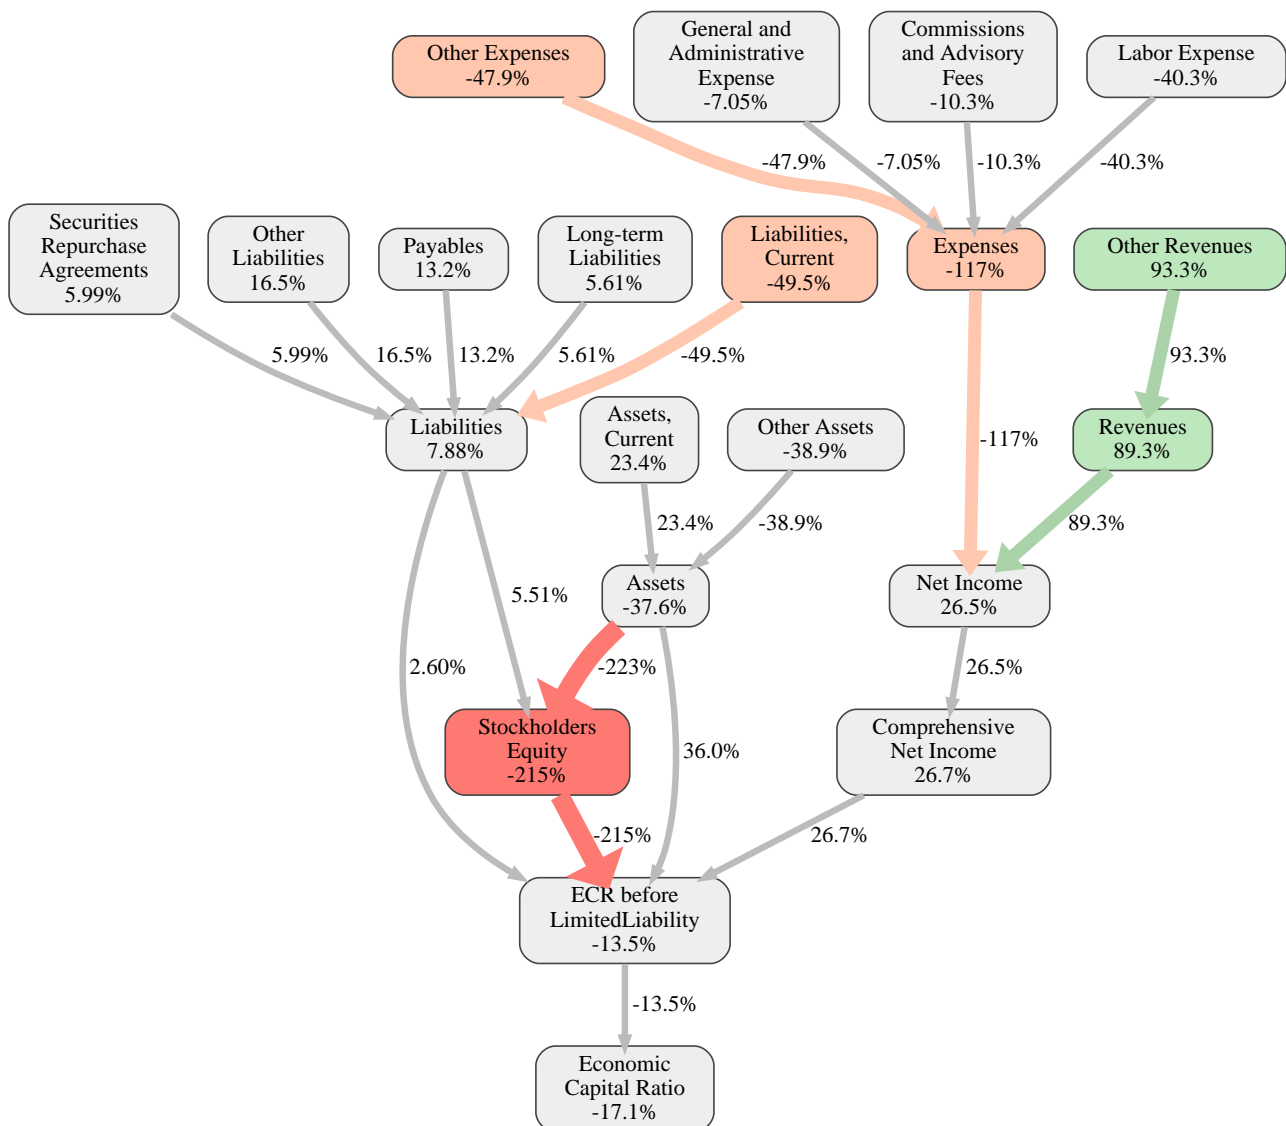 Other Expenses
-47.9%
General and
Administrative
Expense
-7.05%
Commissions
and Advisory
Fees
-10.3%
Labor Expense
-40.3%
-47.9%
-7.05%
-10.3%
-40.3%
Securities
Repurchase
Agreements
5.99%
Other
Liabilities
16.5%
Payables
13.2%
Long-term
Liabilities
5.61%
Liabilities,
Current
-49.5%
Expenses
-117%
Other Revenues
93.3%
5.99%
16.5%
13.2%
5.61%
-49.5%
93.3%
Liabilities
7.88%
Assets,
Current
23.4%
Other Assets
-38.9%
-117%
Revenues
89.3%
23.4%
-38.9%
89.3%
5.51%
Assets
-37.6%
Net Income
26.5%
2.60%
-223%
26.5%
Stockholders
Equity
-215%
36.0%
Comprehensive
Net Income
26.7%
-215%
26.7%
ECR before
LimitedLiability
-13.5%
-13.5%
Economic
Capital Ratio
-17.1%